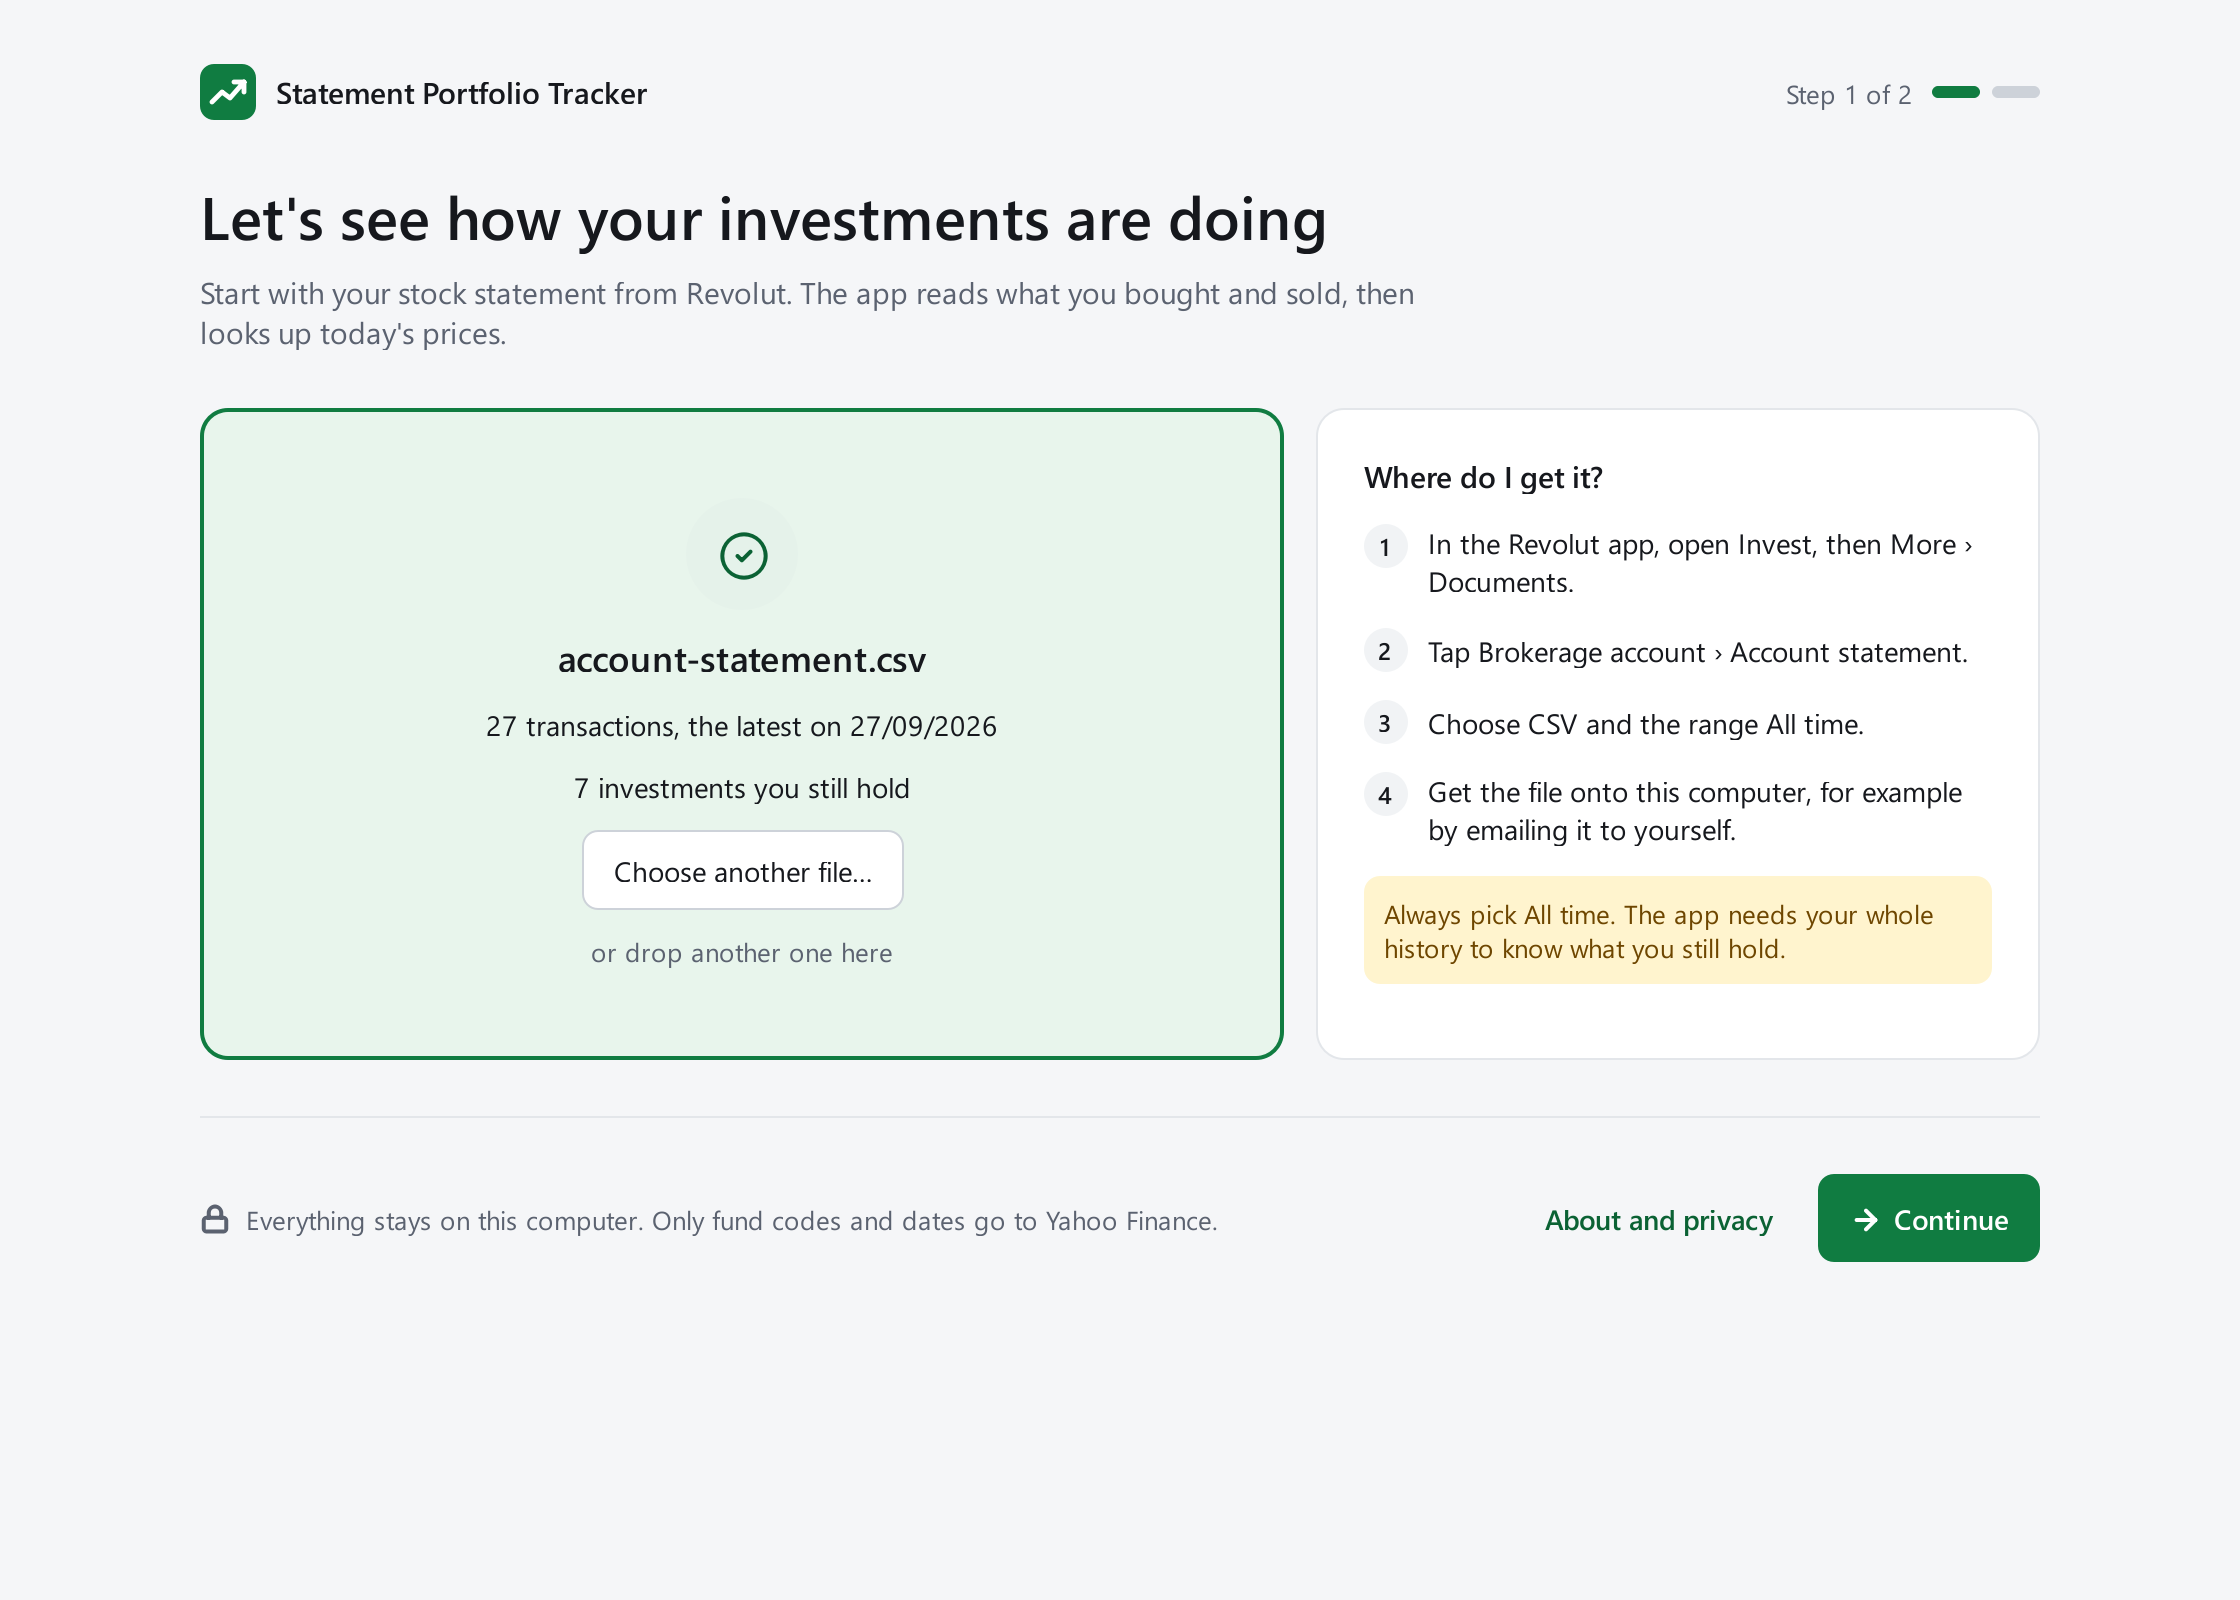 Statement Portfolio Tracker
Step 1 of 2
Let's see how your investments are doing
Start with your stock statement from Revolut. The app reads what you bought and sold, then
looks up today's prices.
account-statement.csv
27 transactions, the latest on 27/09/2026
7 investments you still hold
Choose another file...
or drop another one here
Where do I get it?
1 In the Revolut app, open Invest, then More ›
Documents.
2 Tap Brokerage account › Account statement.
3 Choose CSV and the range All time.
4 Get the file onto this computer, for example
by emailing it to yourself.
Always pick All time. The app needs your whole
history to know what you still hold.
Everything stays on this computer. Only fund codes and dates go to Yahoo Finance.
About and privacy
Continue